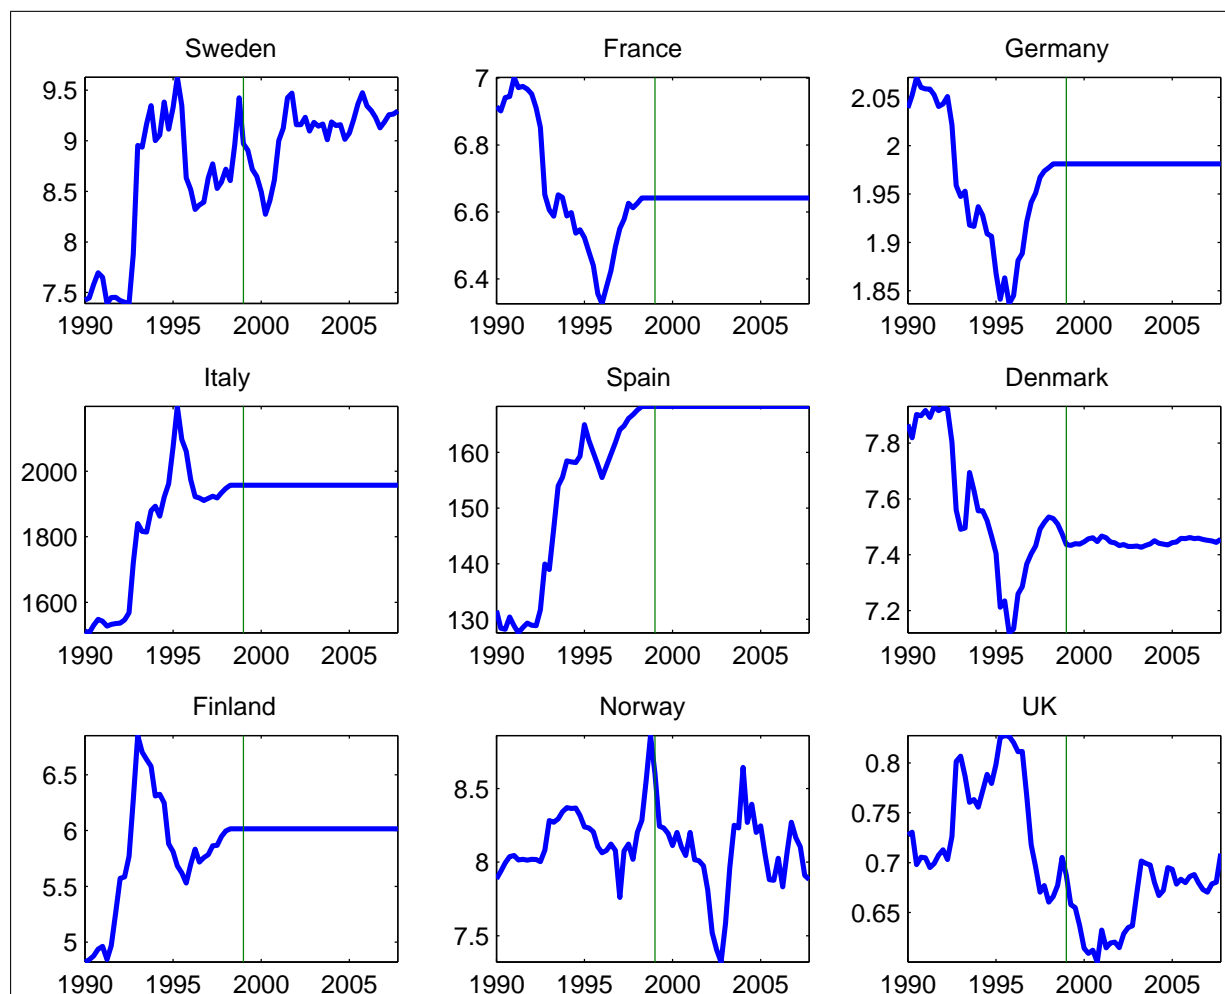 Sweden
9.5
9
8.5
8
7.5
1990 1995 2000 2005
France
7
6.8
6.6
6.4
1990 1995 2000 2005
Germany
2.05
2
1.95
1.9
1.85
1990 1995 2000 2005
Italy
2000
1800
1600
1990 1995 2000 2005
Spain
160
150
140
130
1990 1995 2000 2005
Denmark
7.8
7.6
7.4
7.2
1990 1995 2000 2005
Finland
6.5
6
5.5
5
1990 1995 2000 2005
Norway
8.5
8
7.5
1990 1995 2000 2005
UK
0.8
0.75
0.7
0.65
1990 1995 2000 2005